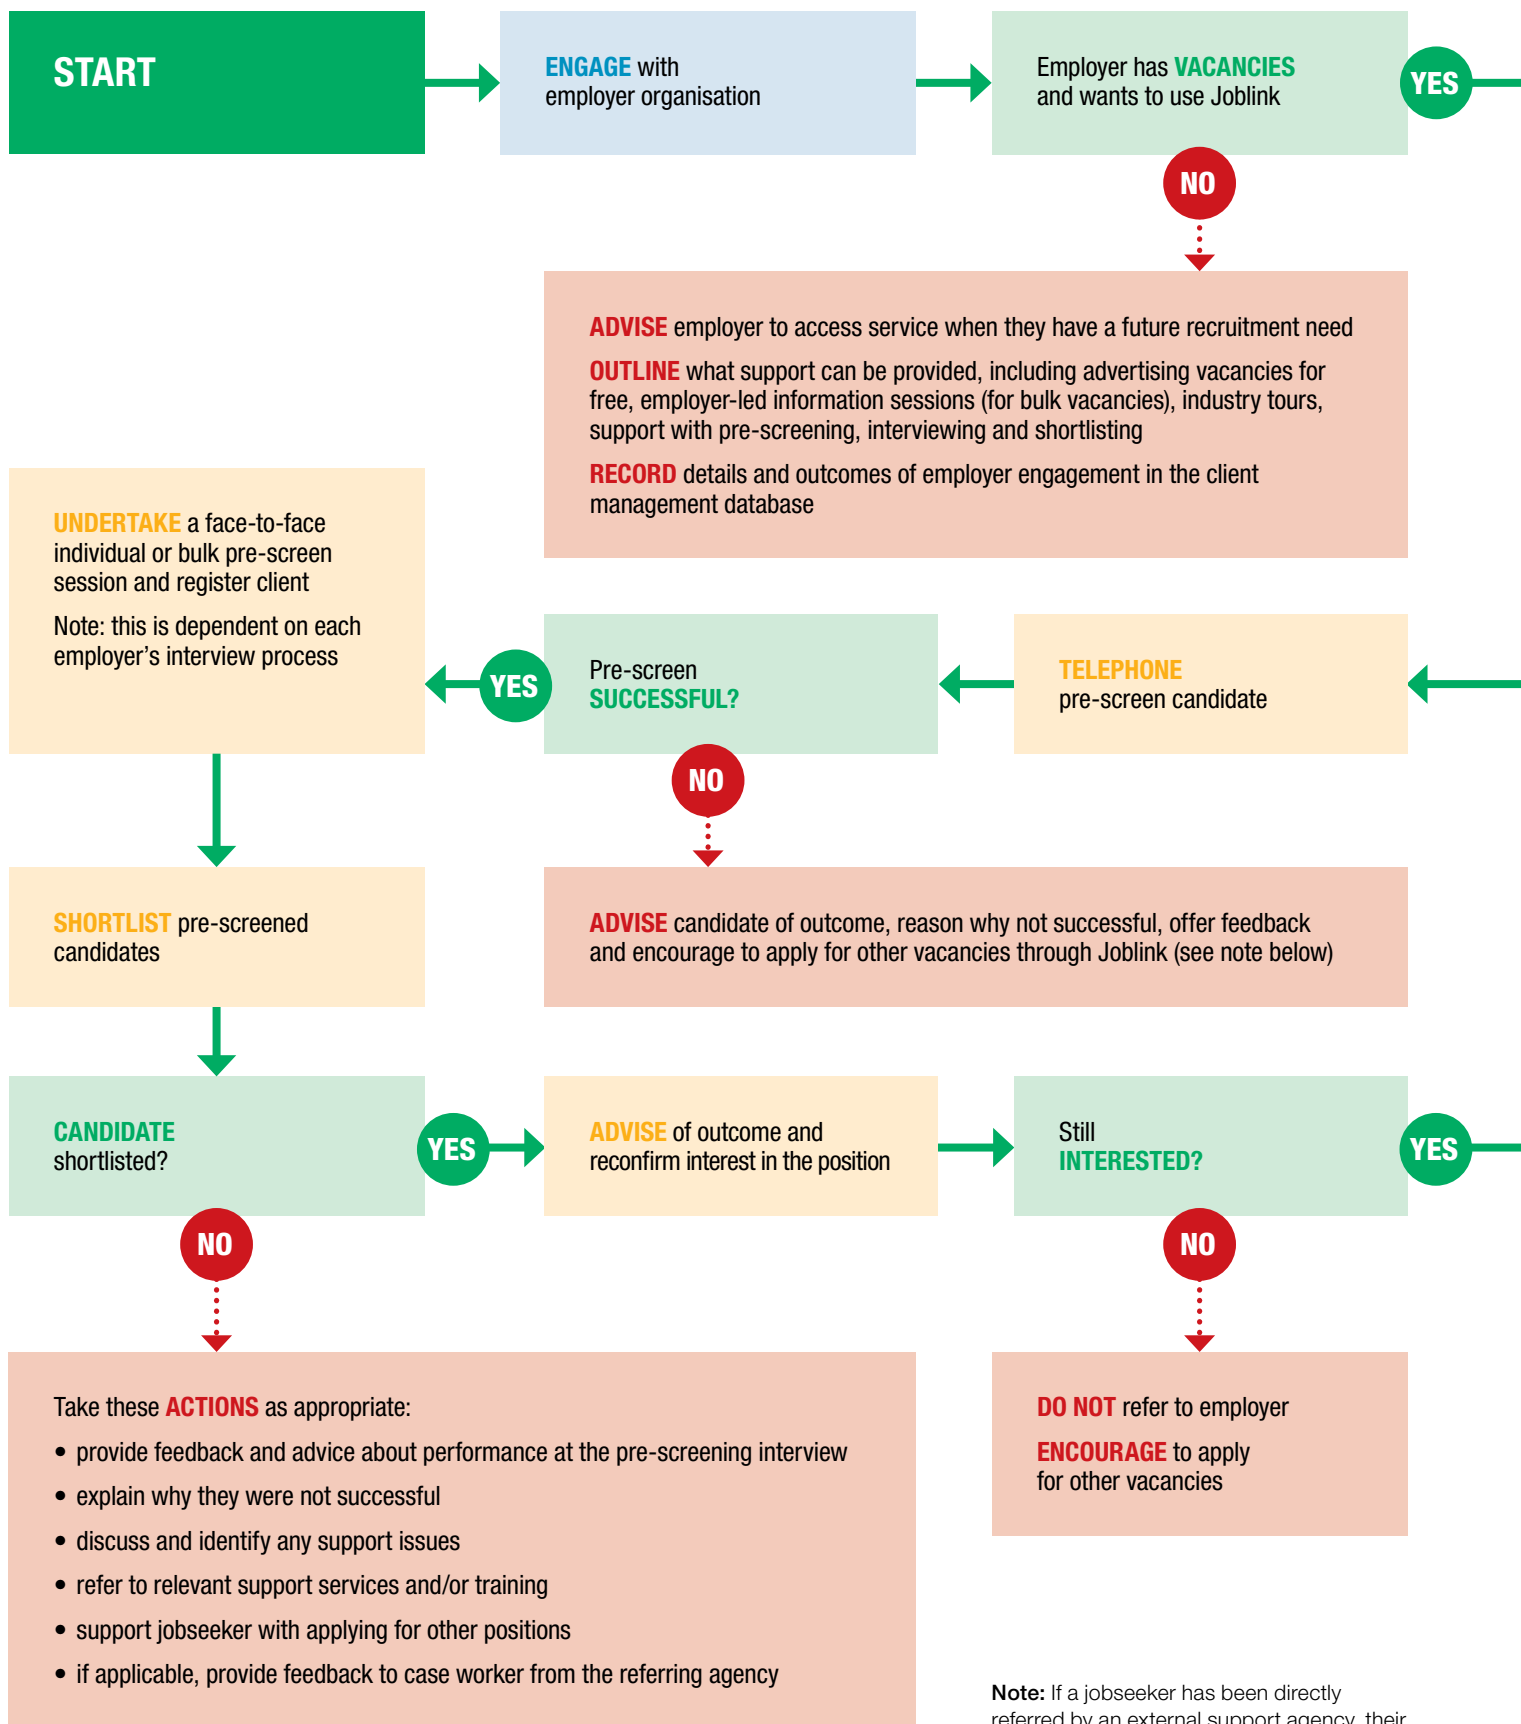 START
ENGAGE with
employer organisation
Employer has VACANCIES
and wants to use Joblink
YES
NO
ADVISE employer to access service when they have a future recruitment need
OUTLINE what support can be provided, including advertising vacancies for
free, employer-led information sessions (for bulk vacancies), industry tours,
support with pre-screening, interviewing and shortlisting
RECORD details and outcomes of employer engagement in the client
management database
TELEPHONE
pre-screen candidate
Pre-screen
SUCCESSFUL?
YES
NO
UNDERTAKE a face-to-face
individual or bulk pre-screen
session and register client
Note: this is dependent on each
employer’s interview process
ADVISE candidate of outcome, reason why not successful, offer feedback
and encourage to apply for other vacancies through Joblink (see note below)
SHORTLIST pre-screened
candidates
CANDIDATE
shortlisted?
YES
NO
ADVISE of outcome and
reconfirm interest in the position
Still
INTERESTED?
YES
NO
Take these ACTIONS as appropriate:
• provide feedback and advice about performance at the pre-screening interview
• explain why they were not successful
• discuss and identify any support issues
• refer to relevant support services and/or training
• support jobseeker with applying for other positions
• if applicable, provide feedback to case worker from the referring agency
DO NOT refer to employer
ENCOURAGE to apply
for other vacancies
Note: If a jobseeker has been directly
referred by an external support agency, their